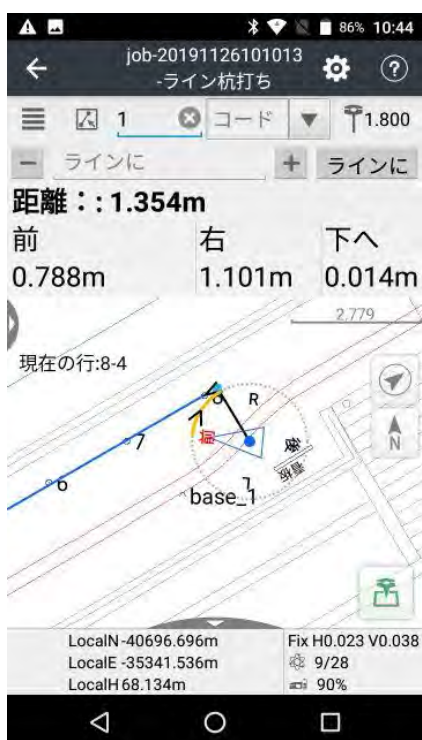 86% 10:44
job-20191126101013
-ライン杭打ち
1 コード 1.800
ラインに ラインに
距離：: 1.354m
前 右 下へ
0.788m 1.101m 0.014m
2.779
現在の行:8-4
R
前
後
7
N
6
base_1
LocalN -40696.696m Fix H0.023 V0.038
LocalE -35341.536m 9/28
LocalH 68.134m 90%